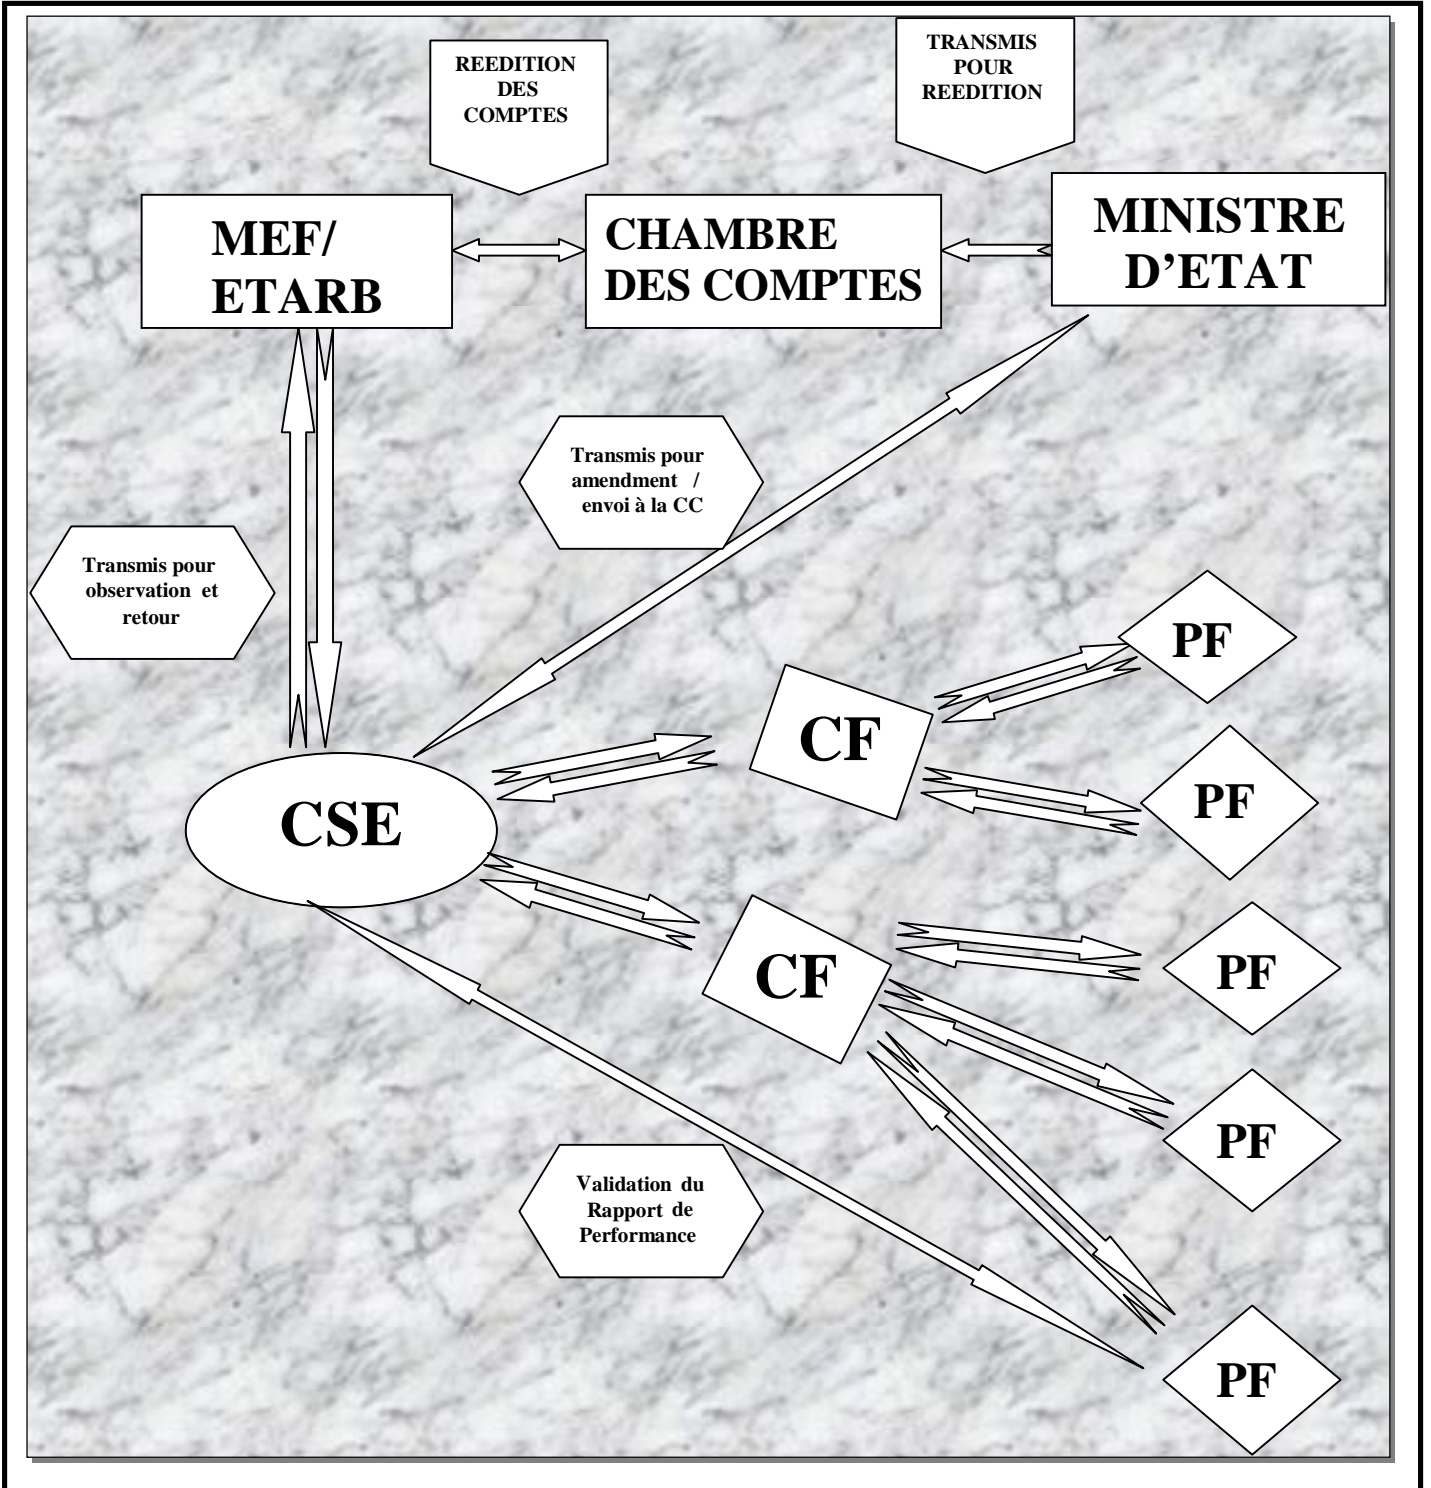 REEDITION
DES
COMPTES
TRANSMIS
POUR
REEDITION
MEF/
ETARB
CHAMBRE
DES COMPTES
MINISTRE
D’ETAT
Transmis pour
amendment /
envoi à la CC
Transmis pour
observation et
retour
PF
CF
PF
CSE
PF
CF
PF
Validation du
Rapport de
Performance
PF